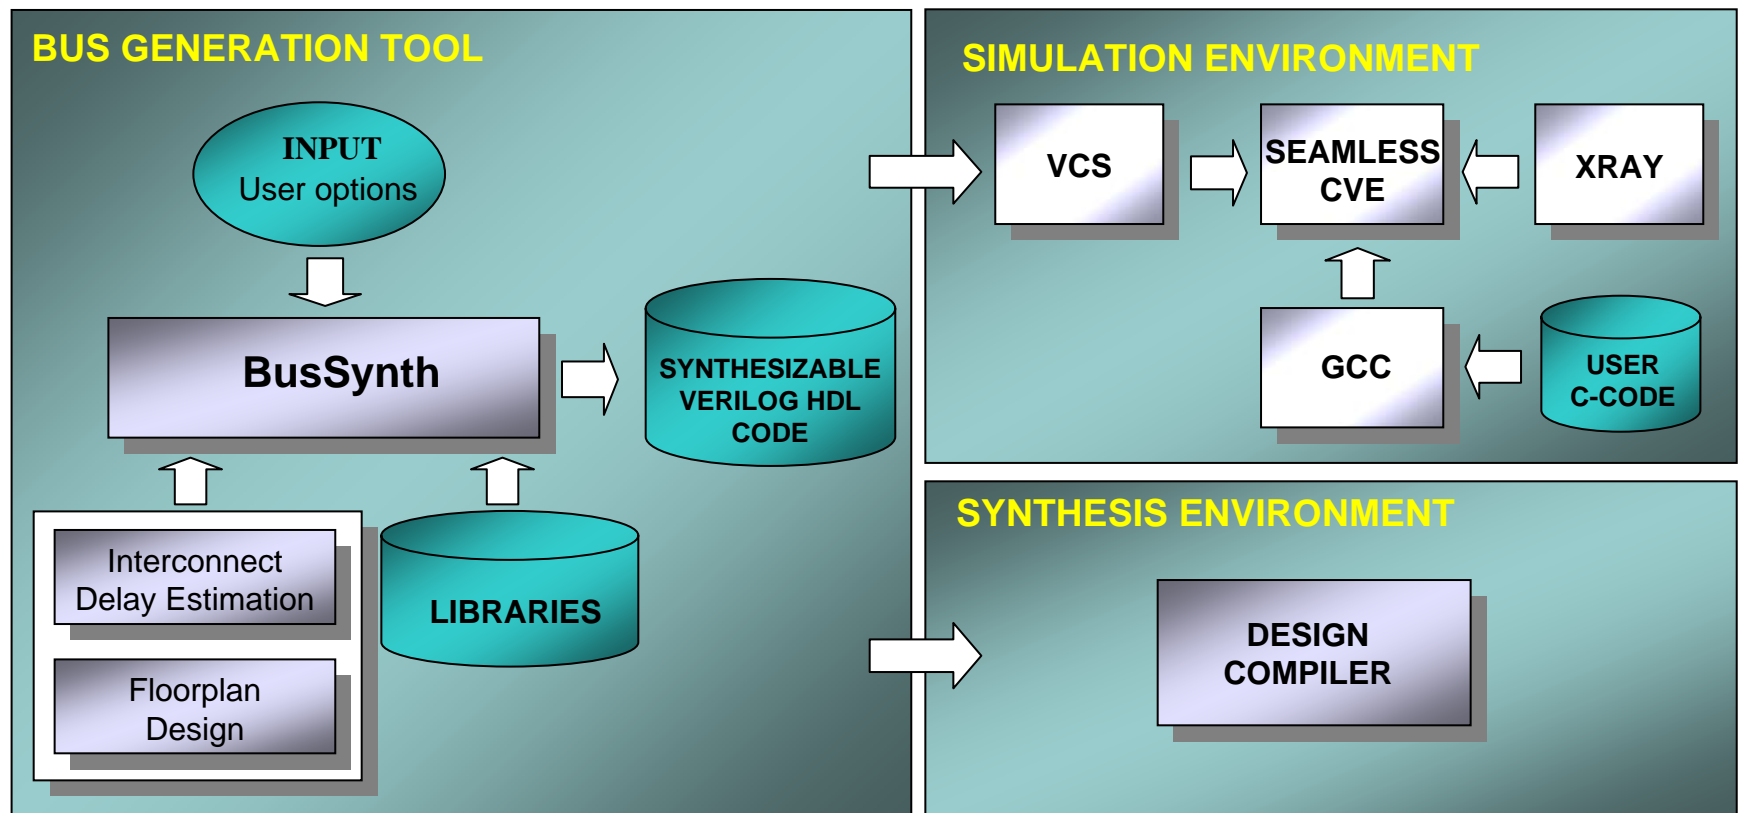 BUS GENERATION TOOL
INPUT
User options
BusSynth
SYNTHESIZABLE
VERILOG HDL
CODE
Interconnect
Delay Estimation
Floorplan
Design
LIBRARIES
SIMULATION ENVIRONMENT
VCS
SEAMLESS
CVE
XRAY
GCC
USER
C-CODE
SYNTHESIS ENVIRONMENT
DESIGN
COMPILER